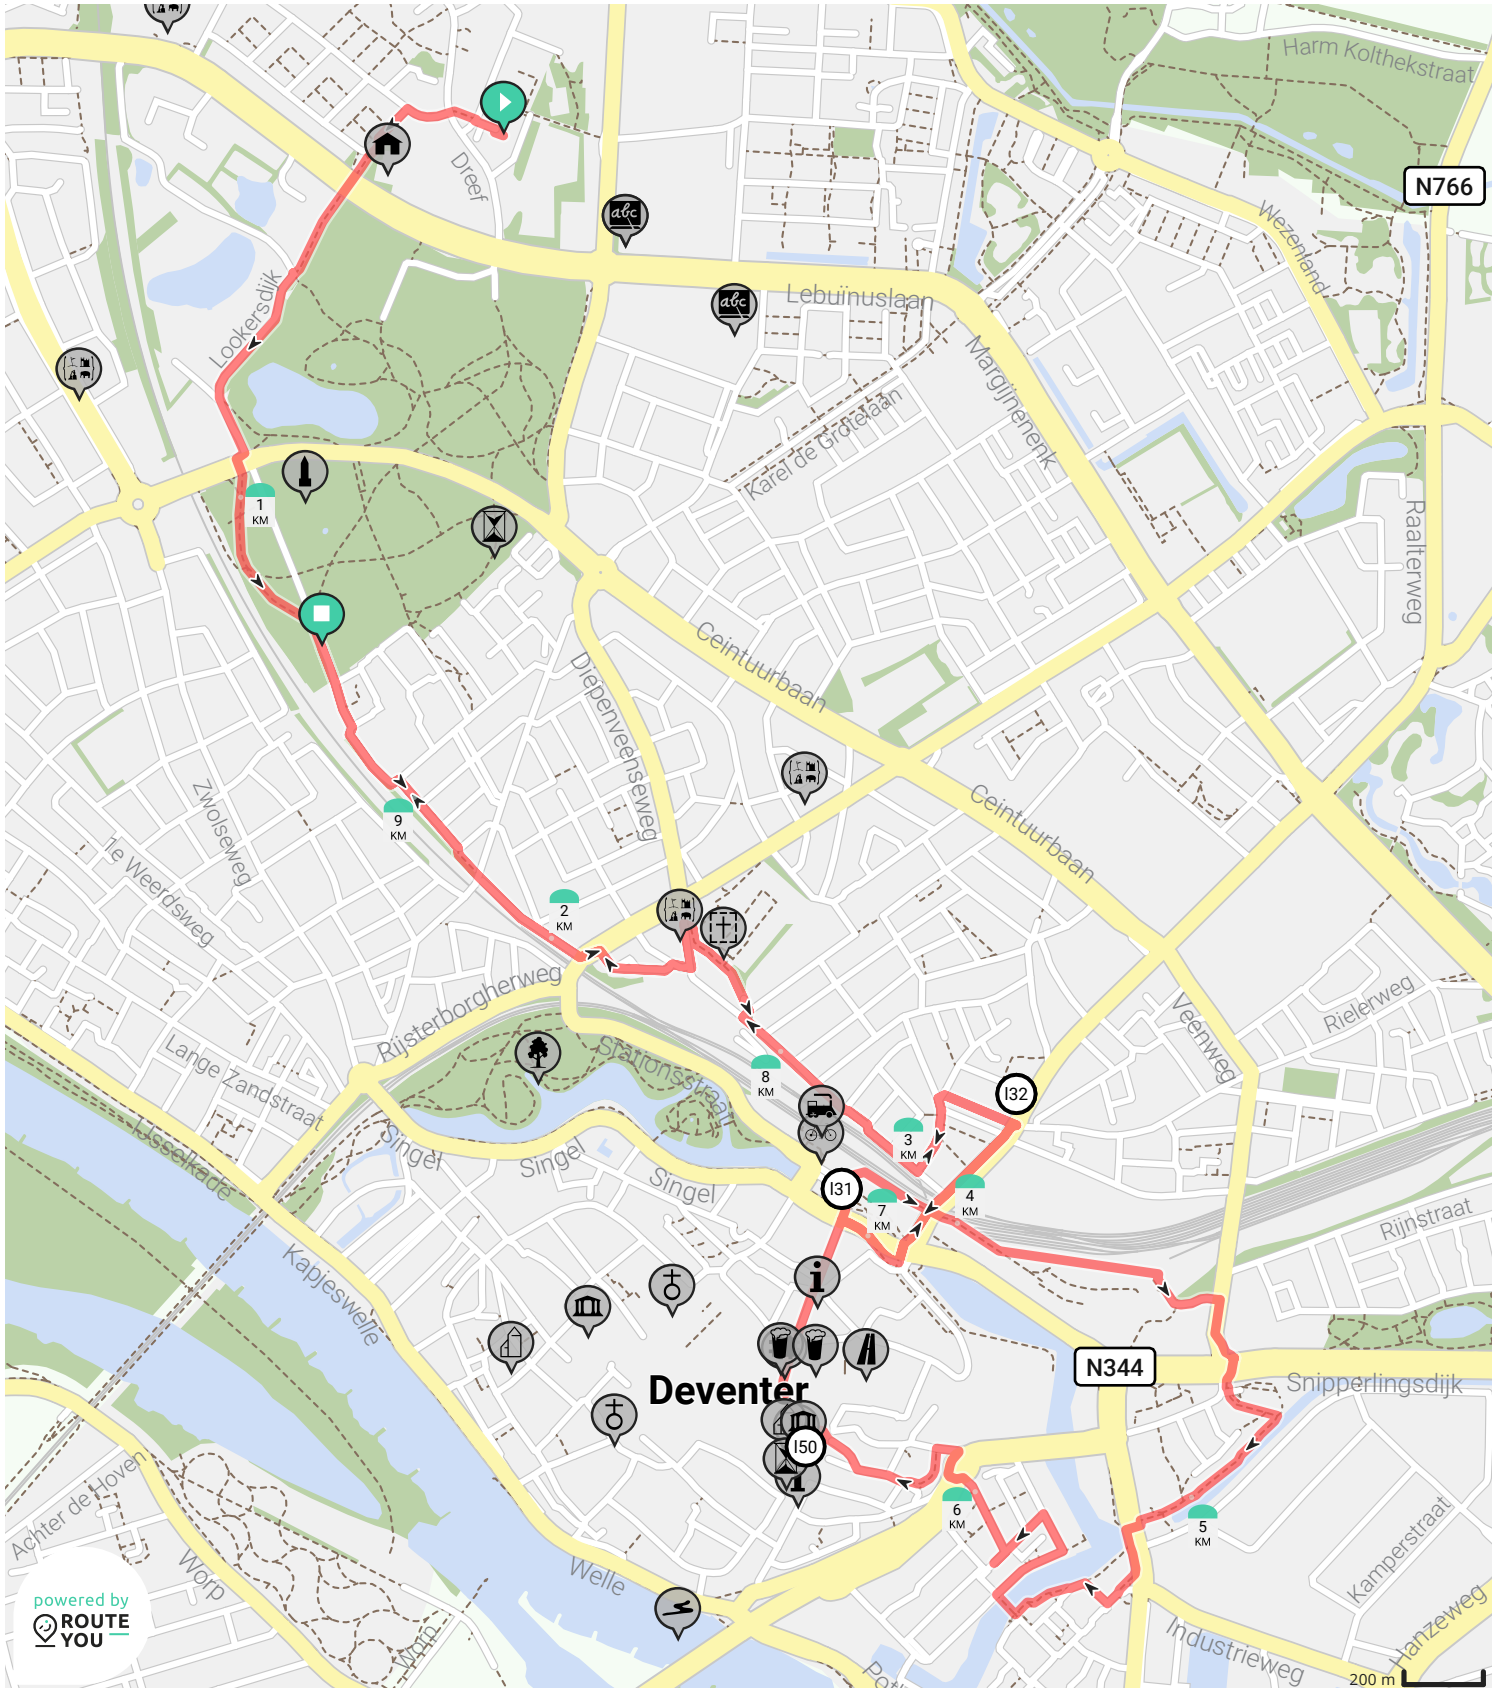 Harm Kolthekstraat
N766
Dreef
abc
Wezenland
Lookersdijk
abc
Lebuïnuslaan
Margijnenenk
Karel de Grotelaan
1
KM
Raalterweg
Ceintuurbaan
Diepenveenseweg
Zwolseweg
Ceintuurbaan
9
KM
1e Weerdsweg
2
KM
Rijsterborgherweg
Rielerweg
Veenweg
Lange Zandstraat
Stationsstraat
8
KM
I32
IJsselkade
Singel
Singel
Singel
3
KM
I31
7
KM
4
KM
Rijnstraat
Kapjeswelle
i
N344
Deventer
Snipperlingsdijk
I50
i
Achter de Hoven
6
KM
5
KM
Kamperstraat
Worp
Welle
powered by
ROUTE
YOU
Worp
Industrieweg
Hanzeweg
200 m